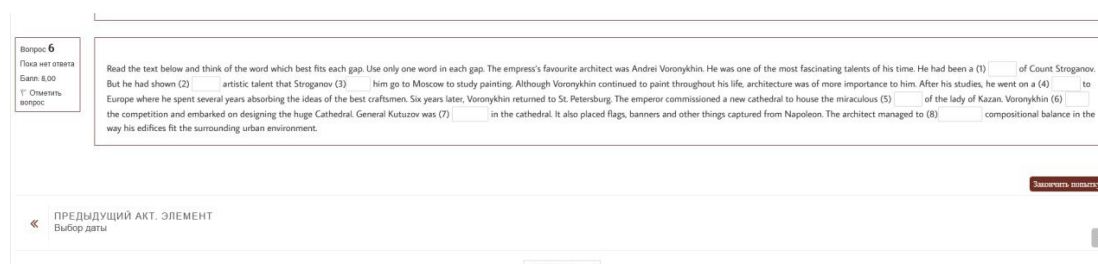 Вопрос 6
Пока нет ответа
Балл: 8,00
Отметить вопрос
Read the text below and think of the word which best fits each gap. Use only one word in each gap. The empress's favourite architect was Andrei Voronykhin. He was one of the most fascinating talents of his time. He had been a (1) of Count Stroganov.
But he had shown (2) artistic talent that Stroganov (3) him go to Moscow to study painting. Although Voronykhin continued to paint throughout his life, architecture was of more importance to him. After his studies, he went on a (4) to
Europe where he spent several years absorbing the ideas of the best craftsmen. Six years later, Voronykhin returned to St. Petersburg. The emperor commissioned a new cathedral to house the miraculous (5) of the lady of Kazan. Voronykhin (6)
the competition and embarked on designing the huge Cathedral. General Kutuzov was (7) in the cathedral. It also placed flags, banners and other things captured from Napoleon. The architect managed to (8) compositional balance in the
way his edifices fit the surrounding urban environment.
Закончить попытку
ПРЕДЫДУЩИЙ АКТ. ЭЛЕМЕНТ
Выбор даты